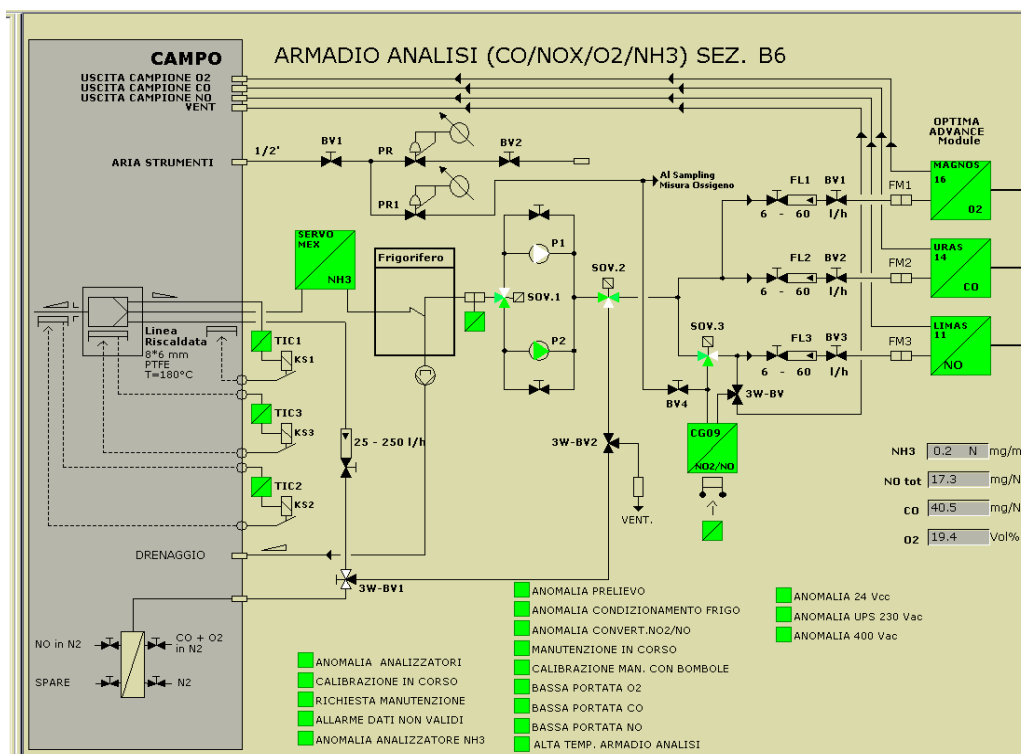 CAMPO
ARMADIO ANALISI (CO/NOX/O2/NH3) SEZ. B6
USCITA CAMPIONE O2
USCITA CAMPIONE CO
USCITA CAMPIONE NO
VENT
OPTIMA
ADVANCE
Module
ARIA STRUMENTI
1/2'
BV1
PR
BV2
PR1
Al Sampling
Misura Ossigeno
FL1
BV1
6 - 60 l/h
FM1
MAGNOS
16
O2
SERVO
MEX
NH3
Frigorifero
P1
SOV.1
P2
SOV.2
FL2
BV2
6 - 60 l/h
FM2
URAS
14
CO
SOV.3
FL3
BV3
6 - 60 l/h
FM3
LIMAS
11
NO
Linea
Riscaldata
8*6 mm
PTFE
T=180°C
TIC1
KS1
TIC3
KS3
TIC2
KS2
25 - 250 l/h
BV4
3W-BV
3W-BV2
VENT.
CG09
NO2/NO
NH3 0.2 N mg/m
NO tot 17.3 mg/N
CO 40.5 mg/N
O2 19.4 Vol%
DRENAGGIO
3W-BV1
NO in N2
CO + O2
in N2
SPARE
N2
ANOMALIA ANALIZZATORI
CALIBRAZIONE IN CORSO
RICHIESTA MANUTENZIONE
ALLARME DATI NON VALIDI
ANOMALIA ANALIZZATORE NH3
ANOMALIA PRELIEVO
ANOMALIA CONDIZIONAMENTO FRIGO
ANOMALIA CONVERT.NO2/NO
MANUTENZIONE IN CORSO
CALIBRAZIONE MAN. CON BOMBOLE
BASSA PORTATA O2
BASSA PORTATA CO
BASSA PORTATA NO
ALTA TEMP. ARMADIO ANALISI
ANOMALIA 24 Vcc
ANOMALIA UPS 230 Vac
ANOMALIA 400 Vac